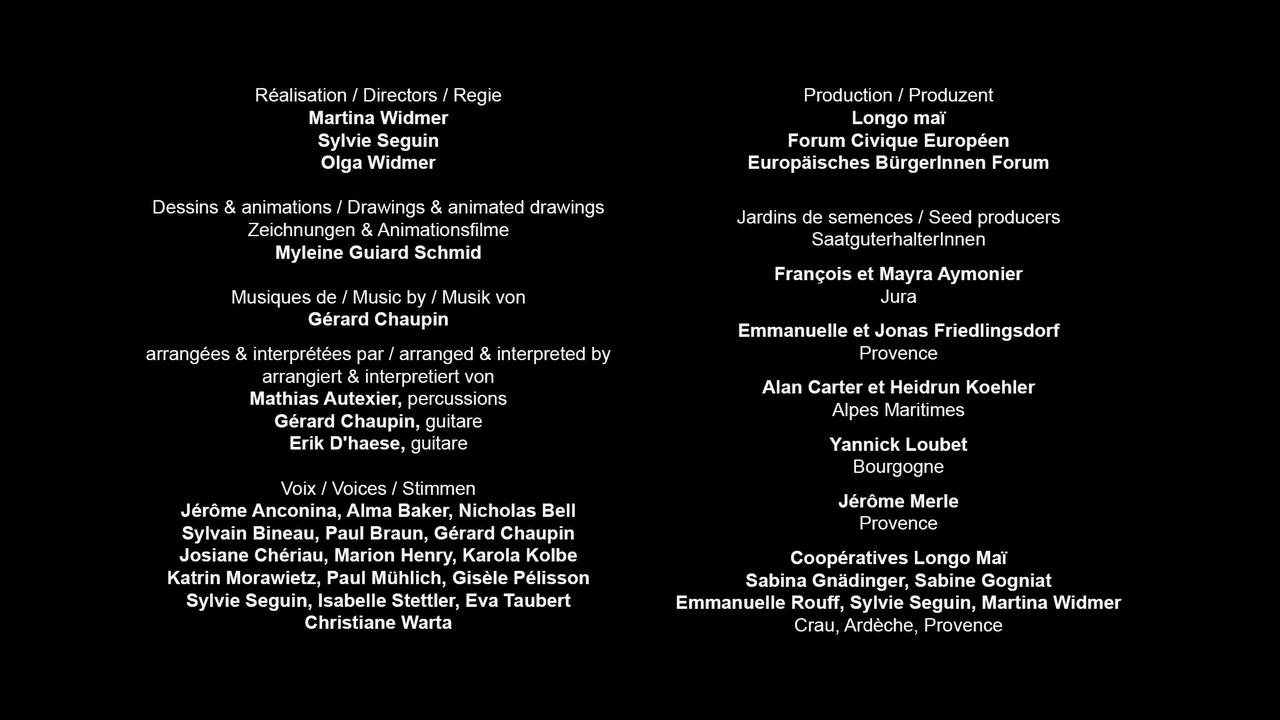 Réalisation / Directors / Regie
Martina Widmer
Sylvie Seguin
Olga Widmer
Dessins & animations / Drawings & animated drawings
Zeichnungen & Animationsfilme
Myleine Guiard Schmid
Musiques de / Music by / Musik von
Gérard Chaupin
arrangées & interprétées par / arranged & interpreted by
arrangiert & interpretiert von
Mathias Autexier, percussions
Gérard Chaupin, guitare
Erik D'haese, guitare
Voix / Voices / Stimmen
Jérôme Anconina, Alma Baker, Nicholas Bell
Sylvain Bineau, Paul Braun, Gérard Chaupin
Josiane Chériau, Marion Henry, Karola Kolbe
Katrin Morawietz, Paul Mühlich, Gisèle Pélisson
Sylvie Seguin, Isabelle Stettler, Eva Taubert
Christiane Warta
Production / Produzent
Longo maï
Forum Civique Européen
Europäisches BürgerInnen Forum
Jardins de semences / Seed producers
SaatguterhalterInnen
François et Mayra Aymonier
Jura
Emmanuelle et Jonas Friedlingsdorf
Provence
Alan Carter et Heidrun Koehler
Alpes Maritimes
Yannick Loubet
Bourgogne
Jérôme Merle
Provence
Coopératives Longo Maï
Sabina Gnädinger, Sabine Gogniat
Emmanuelle Rouff, Sylvie Seguin, Martina Widmer
Crau, Ardèche, Provence